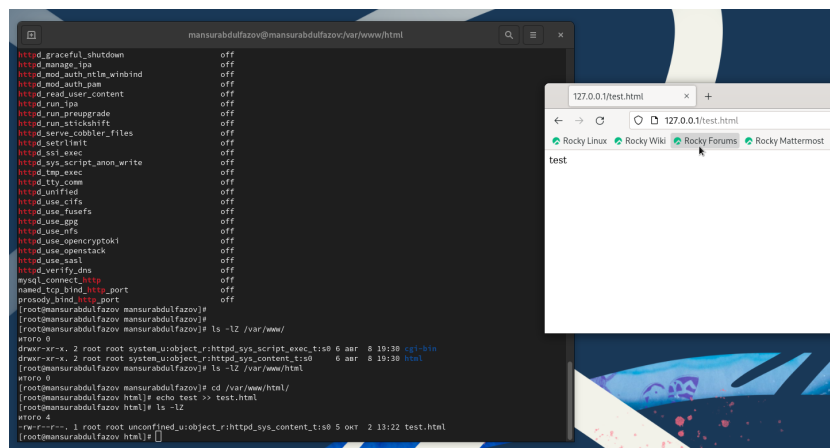 mansurabdulfazov@mansurabdulfazov:/var/www/html
httpd_graceful_shutdown off
httpd_manage_ipa off
httpd_mod_auth_ntlm_winbind off
httpd_mod_auth_pam off
httpd_read_user_content off
httpd_run_ipa off
httpd_run_preupgrade off
httpd_run_stickshift off
httpd_serve_cobbler_files off
httpd_setrlimit off
httpd_ssi_exec off
httpd_sys_script_anon_write off
httpd_tmp_exec off
httpd_tty_comm off
httpd_unified off
httpd_use_cifs off
httpd_use_fusefs off
httpd_use_gpg off
httpd_use_nfs off
httpd_use_opencryptoki off
httpd_use_openstack off
httpd_use_sasl off
httpd_verify_dns off
mysql_connect_http off
named_tcp_bind_http_port off
prosody_bind_http_port off
[root@mansurabdulfazov mansurabdulfazov]#
[root@mansurabdulfazov mansurabdulfazov]#
[root@mansurabdulfazov mansurabdulfazov]# ls -lZ /var/www/
итого 0
drwxr-xr-x. 2 root root system_u:object_r:httpd_sys_script_exec_t:s0 6 авг 8 19:30 cgi-bin
drwxr-xr-x. 2 root root system_u:object_r:httpd_sys_content_t:s0 6 авг 8 19:30 html
[root@mansurabdulfazov mansurabdulfazov]# ls -lZ /var/www/html
итого 0
[root@mansurabdulfazov mansurabdulfazov]# cd /var/www/html/
[root@mansurabdulfazov html]# echo test >> test.html
[root@mansurabdulfazov html]# ls -lZ
итого 4
-rw-r--r--. 1 root root unconfined_u:object_r:httpd_sys_content_t:s0 5 окт 2 13:22 test.html
[root@mansurabdulfazov html]#
127.0.0.1/test.html
127.0.0.1/test.html
Rocky Linux Rocky Wiki Rocky Forums Rocky Mattermost
test